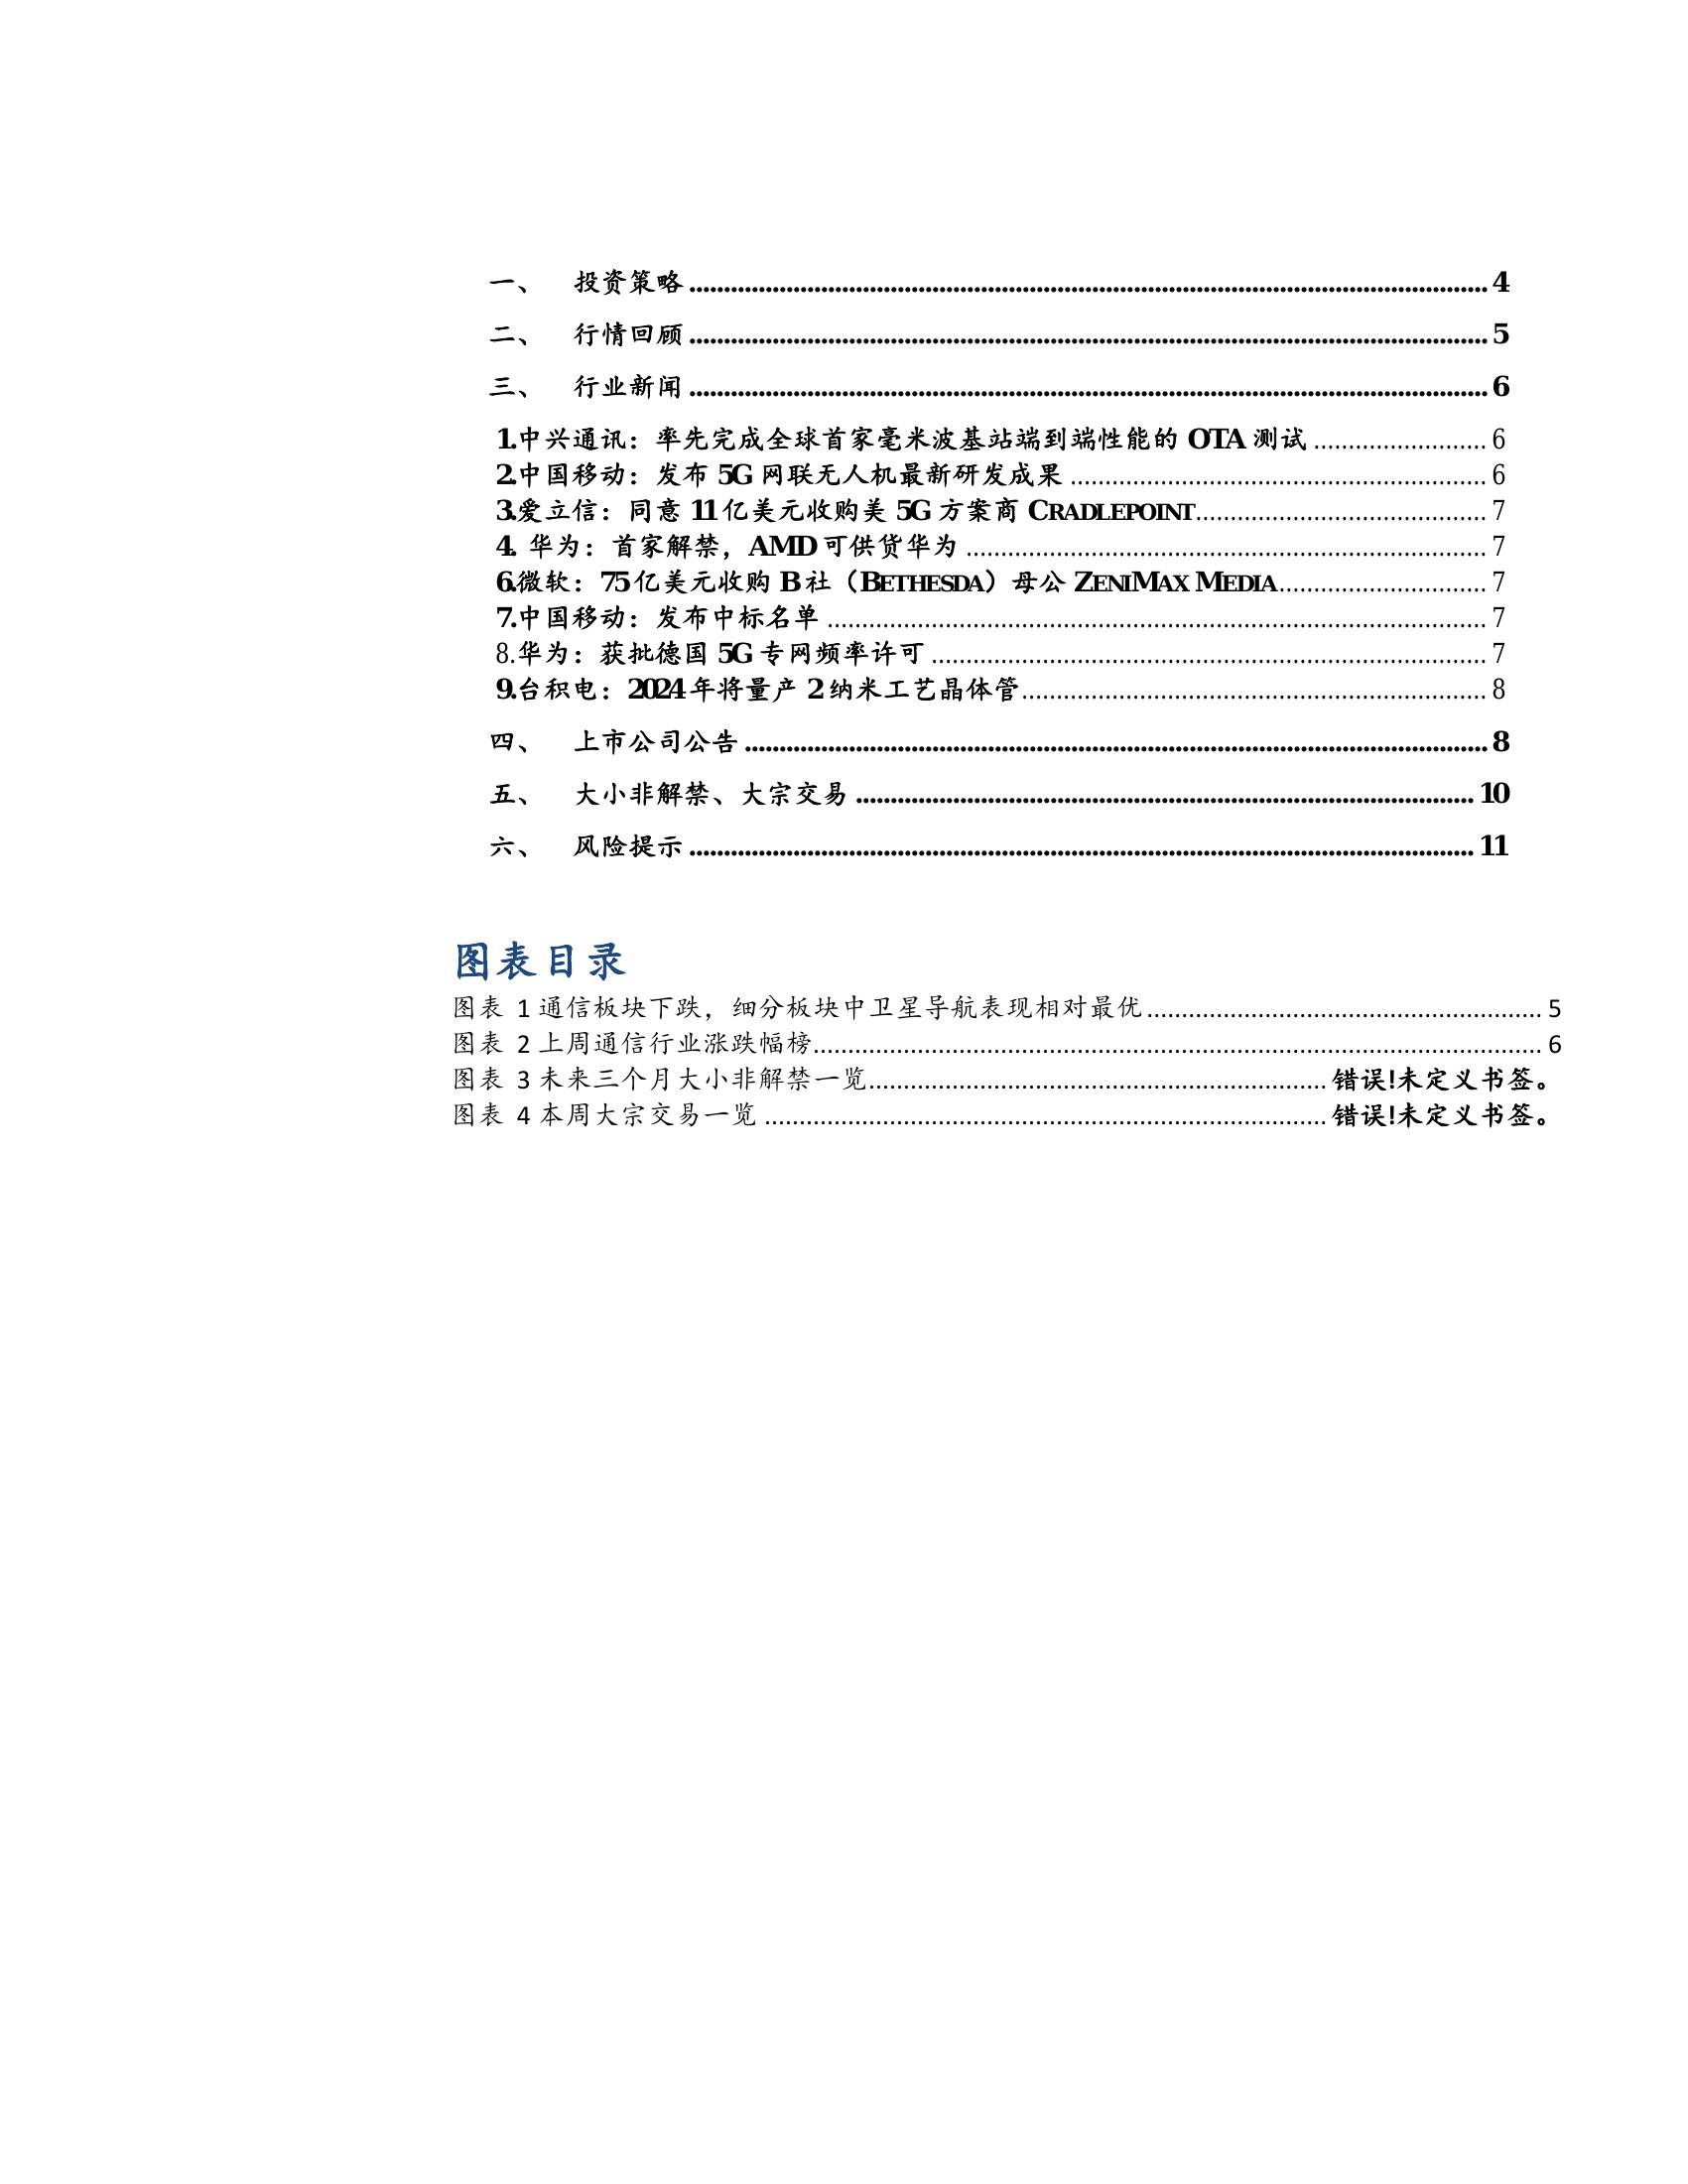 一、 投资策略 4
二、 行情回顾 5
三、 行业新闻 6
1.中兴通讯：率先完成全球首家毫米波基站端到端性能的 OTA 测试 6
2.中国移动：发布 5G 网联无人机最新研发成果 6
3.爱立信：同意 11 亿美元收购美 5G 方案商 CRADLEPOINT 7
4. 华为：首家解禁，AMD 可供货华为 7
6.微软：75 亿美元收购 B 社（BETHESDA）母公 ZENIMAX MEDIA 7
7.中国移动：发布中标名单 7
8.华为：获批德国 5G 专网频率许可 7
9.台积电：2024 年将量产 2 纳米工艺晶体管 8
四、 上市公司公告 8
五、 大小非解禁、大宗交易 10
六、 风险提示 11
图表目录
图表 1 通信板块下跌，细分板块中卫星导航表现相对最优 5
图表 2 上周通信行业涨跌幅榜 6
图表 3 未来三个月大小非解禁一览 错误!未定义书签。
图表 4 本周大宗交易一览 错误!未定义书签。